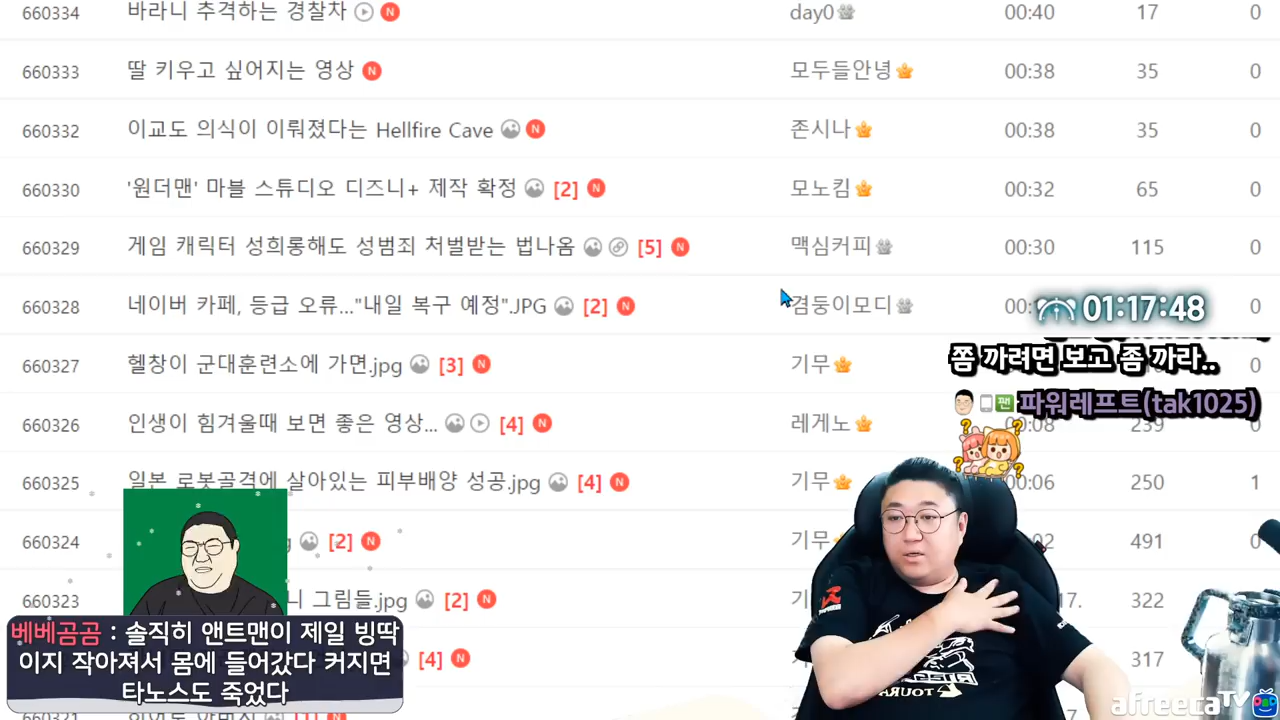 660334 바라니 추격하는 경찰차 N day0 00:40 17 0
660333 딸 키우고 싶어지는 영상 N 모두들안녕 00:38 35 0
660332 이교도 의식이 이뤄졌다는 Hellfire Cave N 존시나 00:38 35 0
660330 '원더맨' 마블 스튜디오 디즈니+ 제작 확정 [2] N 모노킴 00:32 65 0
660329 게임 캐릭터 성희롱해도 성범죄 처벌받는 법나옴 [5] N 맥심커피 00:30 115 0
660328 네이버 카페, 등급 오류..."내일 복구 예정".JPG [2] N 겸둥이모디 00: 0
01:17:48
660327 헬창이 군대훈련소에 가면.jpg [3] N 기무 0
쫌 까려면 보고 좀 까라..
파워레프트(tak1025)
660326 인생이 힘겨울때 보면 좋은 영상... [4] N 레게노 00:08 239 0
660325 일본 로봇골격에 살아있는 피부배양 성공.jpg [4] N 기무 00:06 250 1
660324 [2] N 기무 02 491 0
660323 니 그림들.jpg [2] N 기 17. 322
[4] N 317
베베곰곰 : 솔직히 앤트맨이 제일 빙딱
이지 작아져서 몸에 들어갔다 커지면
타노스도 죽었다
afreecaTV